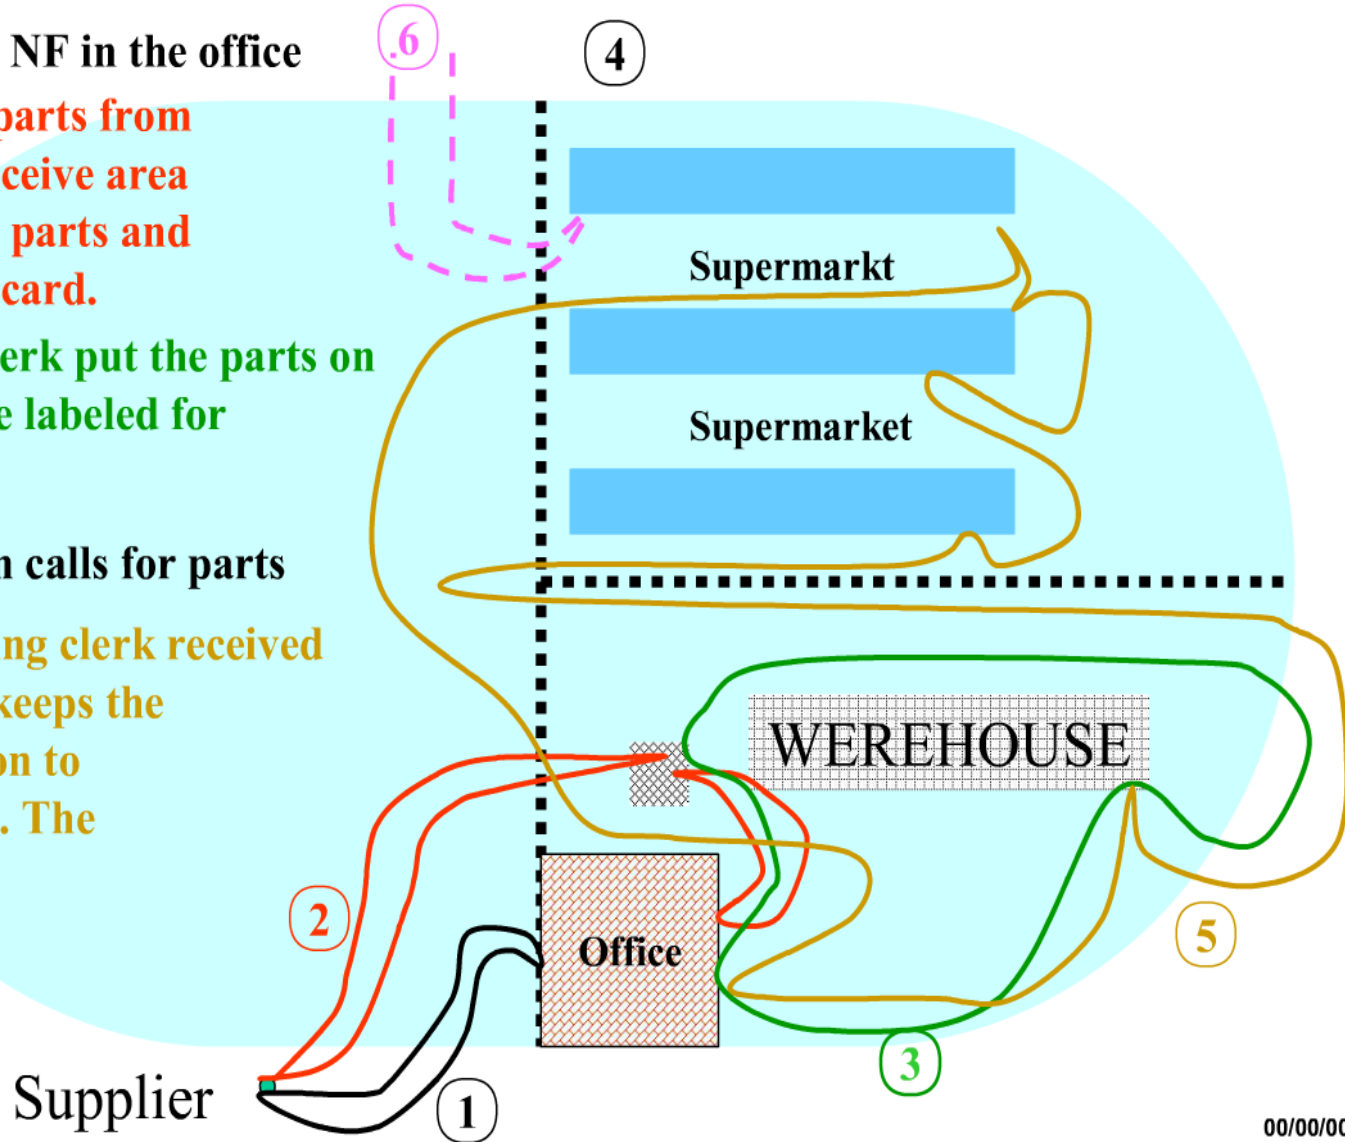 6
4
NF in the office
parts from
ceive area
parts and
card.
erk put the parts on
e labeled for
n calls for parts
ing clerk received
keeps the
on to
. The
Supermarkt
Supermarket
WEREHOUSE
2
Office
5
3
Supplier
1
00/00/00